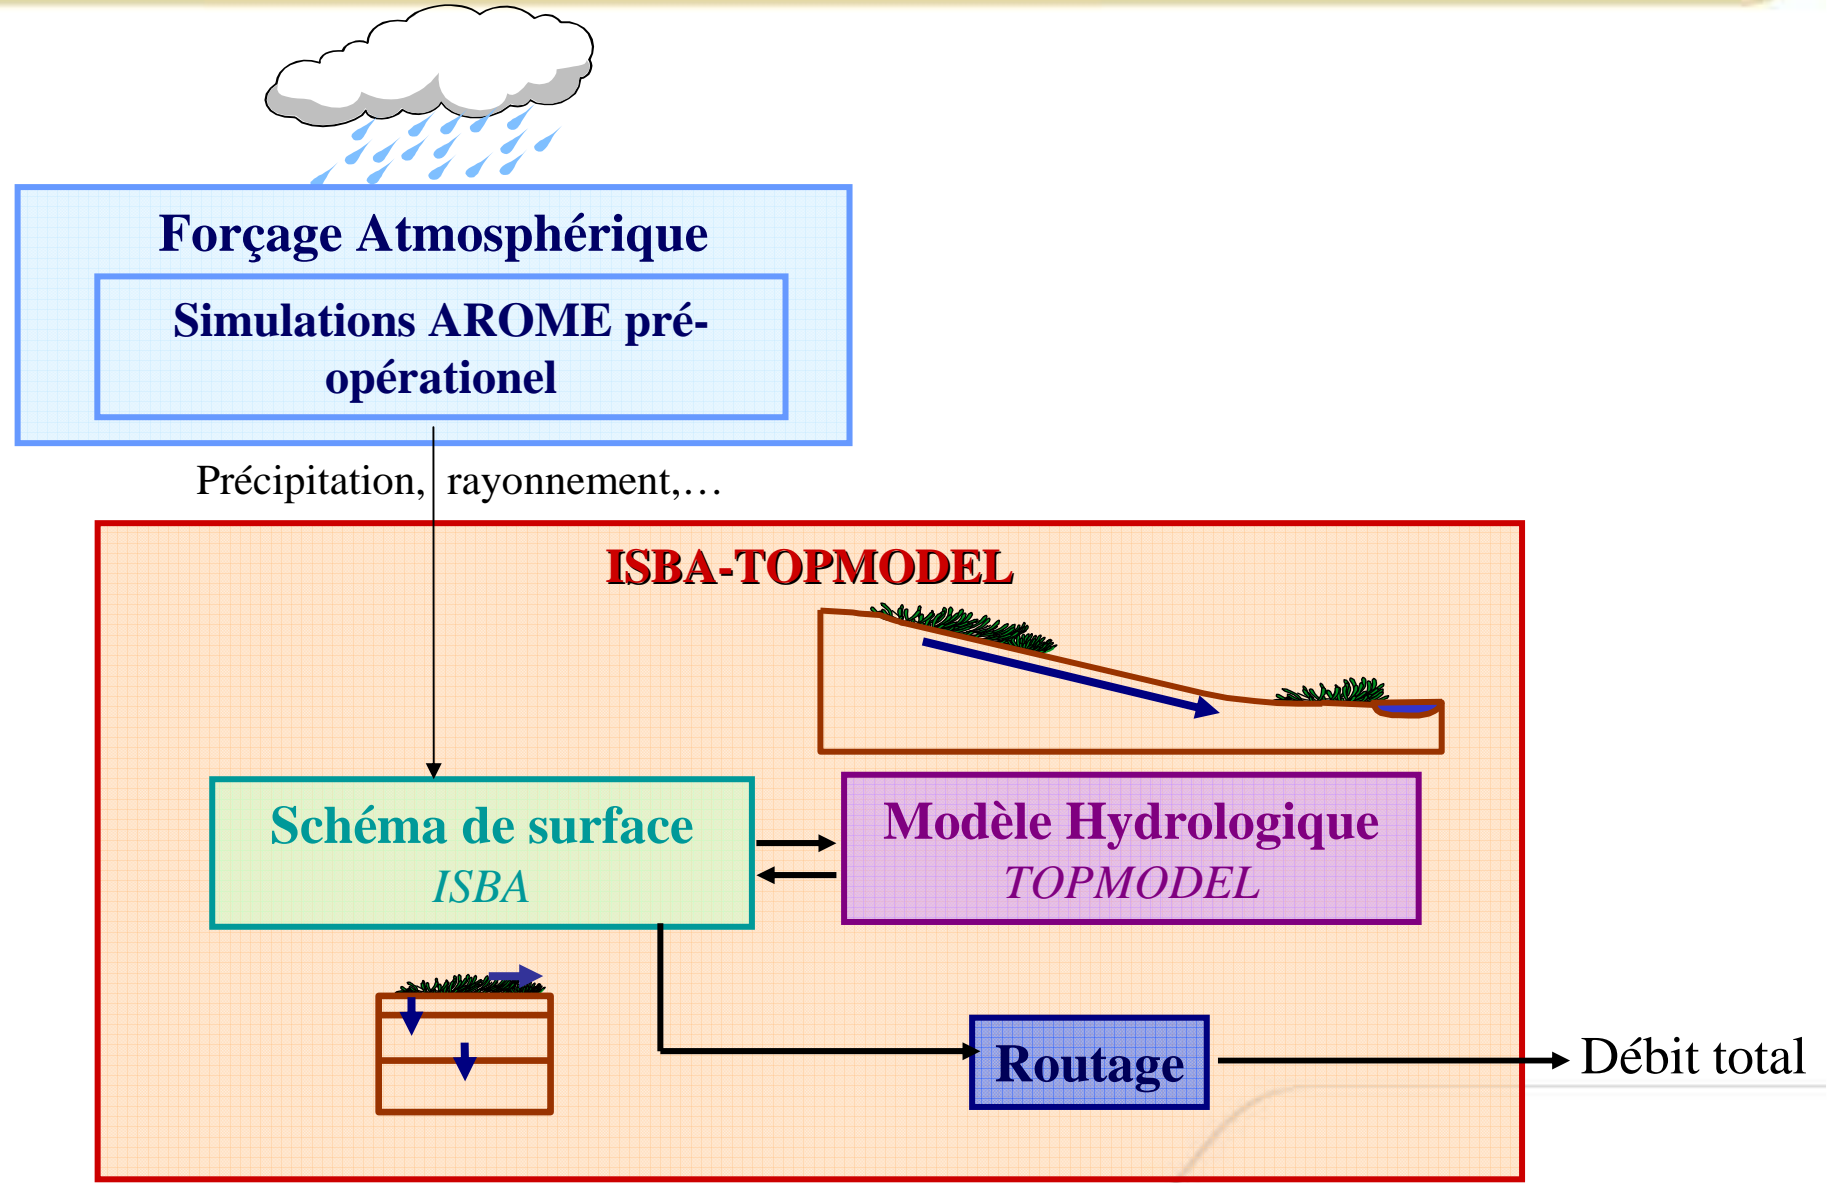 Forçage Atmosphérique
Simulations AROME pré-
opérationel
Précipitation, rayonnement,…
ISBA-TOPMODEL
Schéma de surface
ISBA
Modèle Hydrologique
TOPMODEL
Routage
Débit total